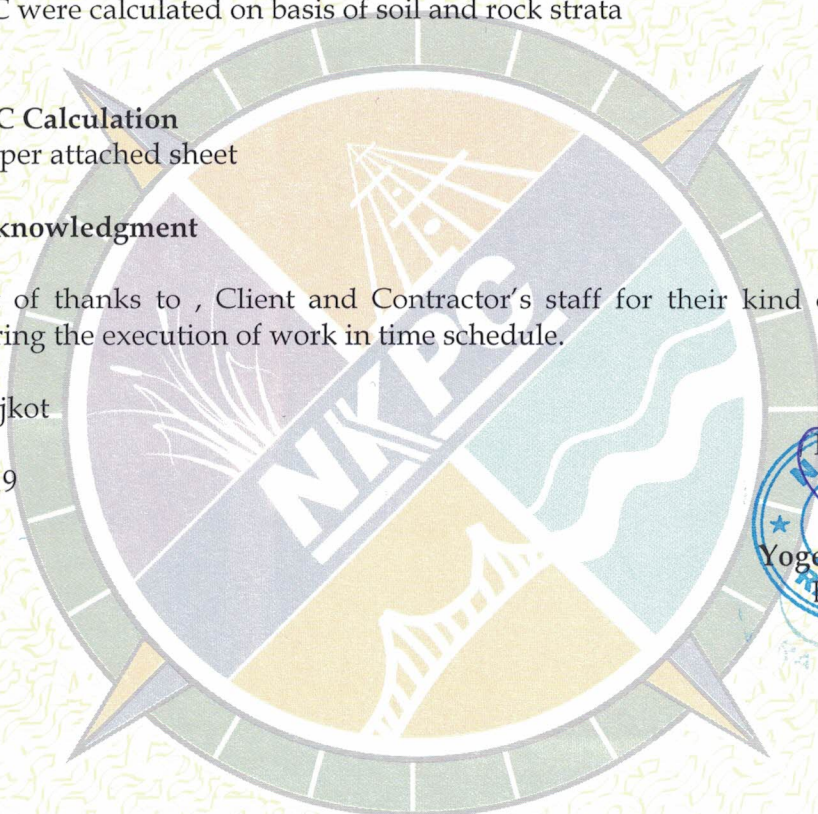 C were calculated on basis of soil and rock strata
C Calculation
per attached sheet
knowledgment
of thanks to , Client and Contractor's staff for their kind
ring the execution of work in time schedule.
jkot
9
NKPC
Yoge